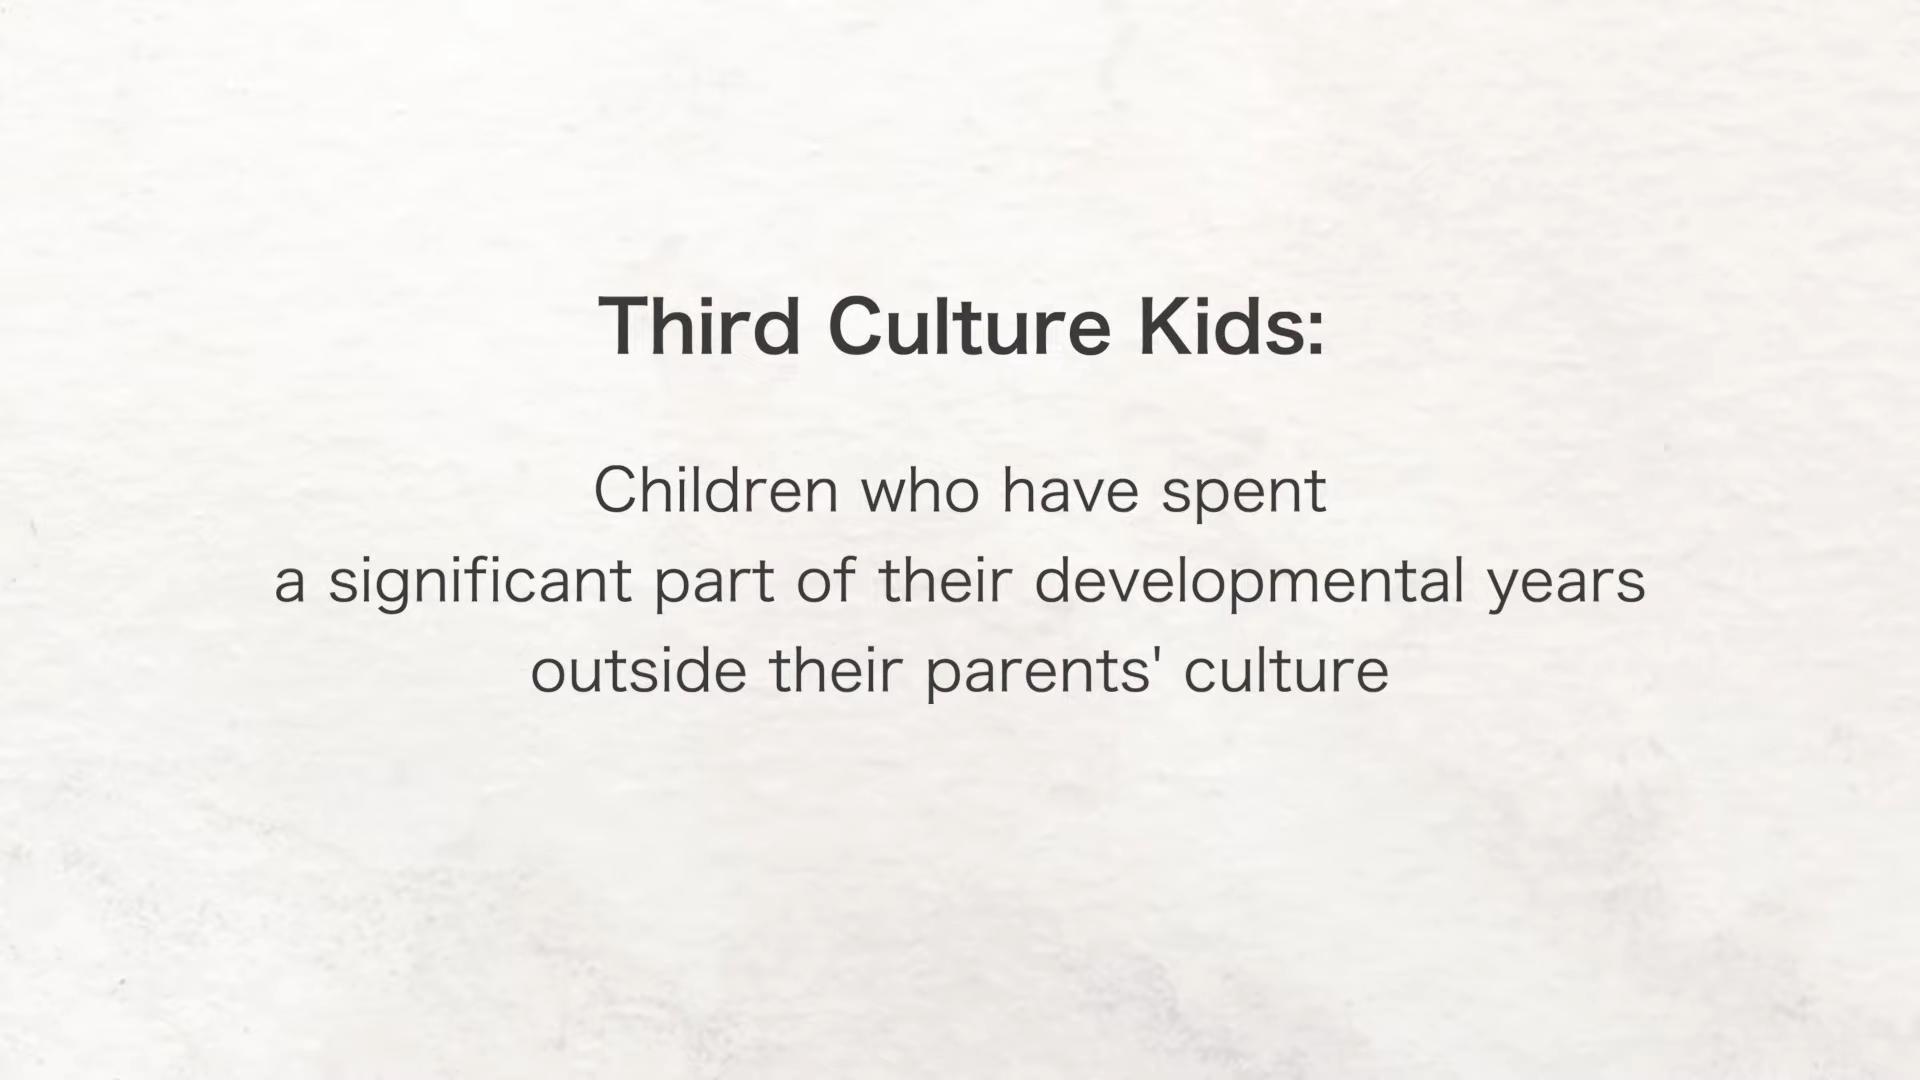 Third Culture Kids:
Children who have spent
a significant part of their developmental years
outside their parents' culture